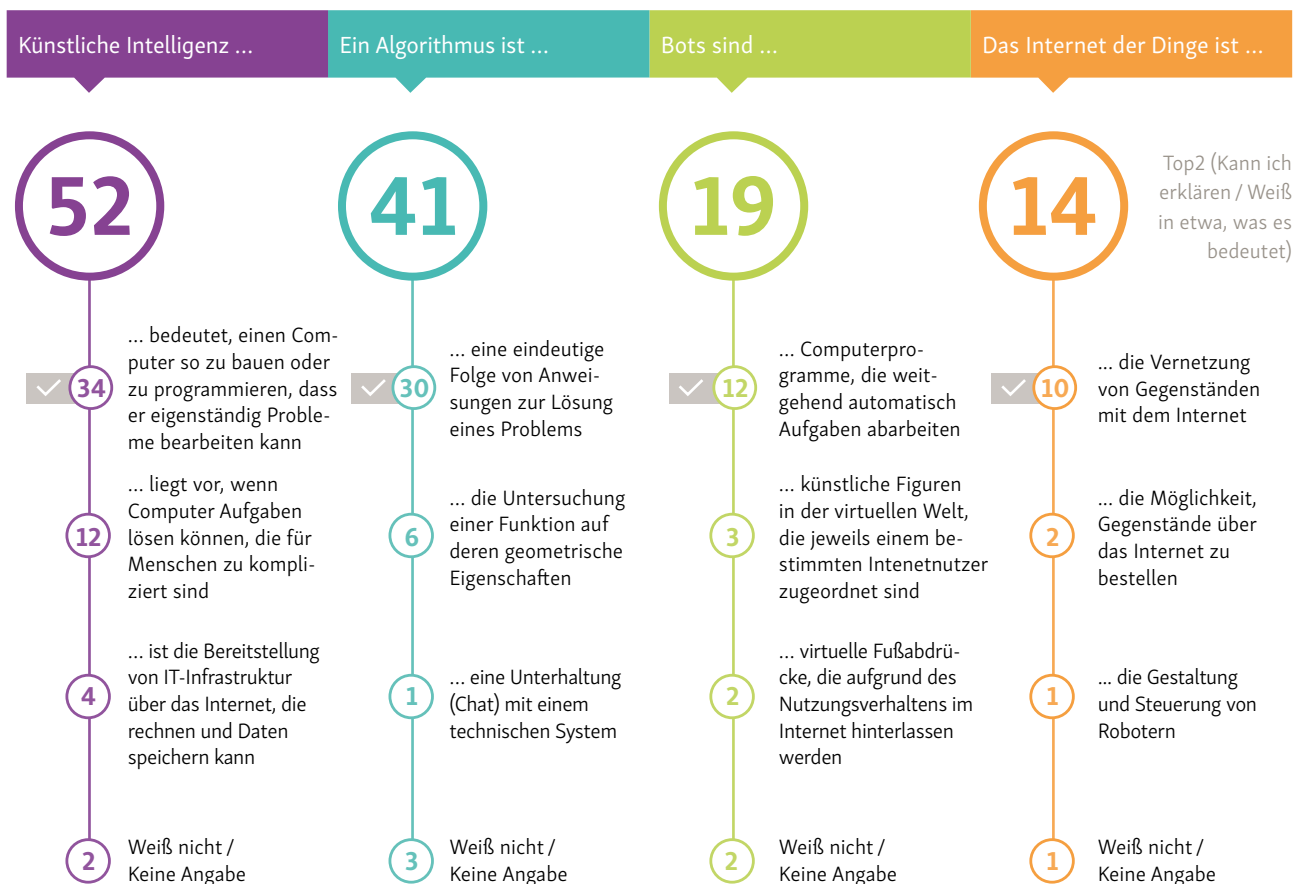 Künstliche Intelligenz ...
Ein Algorithmus ist ...
Bots sind ...
Das Internet der Dinge ist ...
52
41
19
14
Top2 (Kann ich
erklären / Weiß
in etwa, was es
bedeutet)
34
... bedeutet, einen Com-
puter so zu bauen oder
zu programmieren, dass
er eigenständig Proble-
me bearbeiten kann
30
... eine eindeutige
Folge von Anwei-
sungen zur Lösung
eines Problems
12
... Computerpro-
gramme, die weit-
gehend automatisch
Aufgaben abarbeiten
10
... die Vernetzung
von Gegenständen
mit dem Internet
12
... liegt vor, wenn
Computer Aufgaben
lösen können, die für
Menschen zu kompli-
ziert sind
6
... die Untersuchung
einer Funktion auf
deren geometrische
Eigenschaften
3
... künstliche Figuren
in der virtuellen Welt,
die jeweils einem be-
stimmten Intenetnutzer
zugeordnet sind
2
... die Möglichkeit,
Gegenstände über
das Internet zu
bestellen
4
... ist die Bereitstellung
von IT-Infrastruktur
über das Internet, die
rechnen und Daten
speichern kann
1
... eine Unterhaltung
(Chat) mit einem
technischen System
2
... virtuelle Fußabdrü-
cke, die aufgrund des
Nutzungsverhaltens im
Internet hinterlassen
werden
1
... die Gestaltung
und Steuerung von
Robotern
2
Weiß nicht /
Keine Angabe
3
Weiß nicht /
Keine Angabe
2
Weiß nicht /
Keine Angabe
1
Weiß nicht /
Keine Angabe